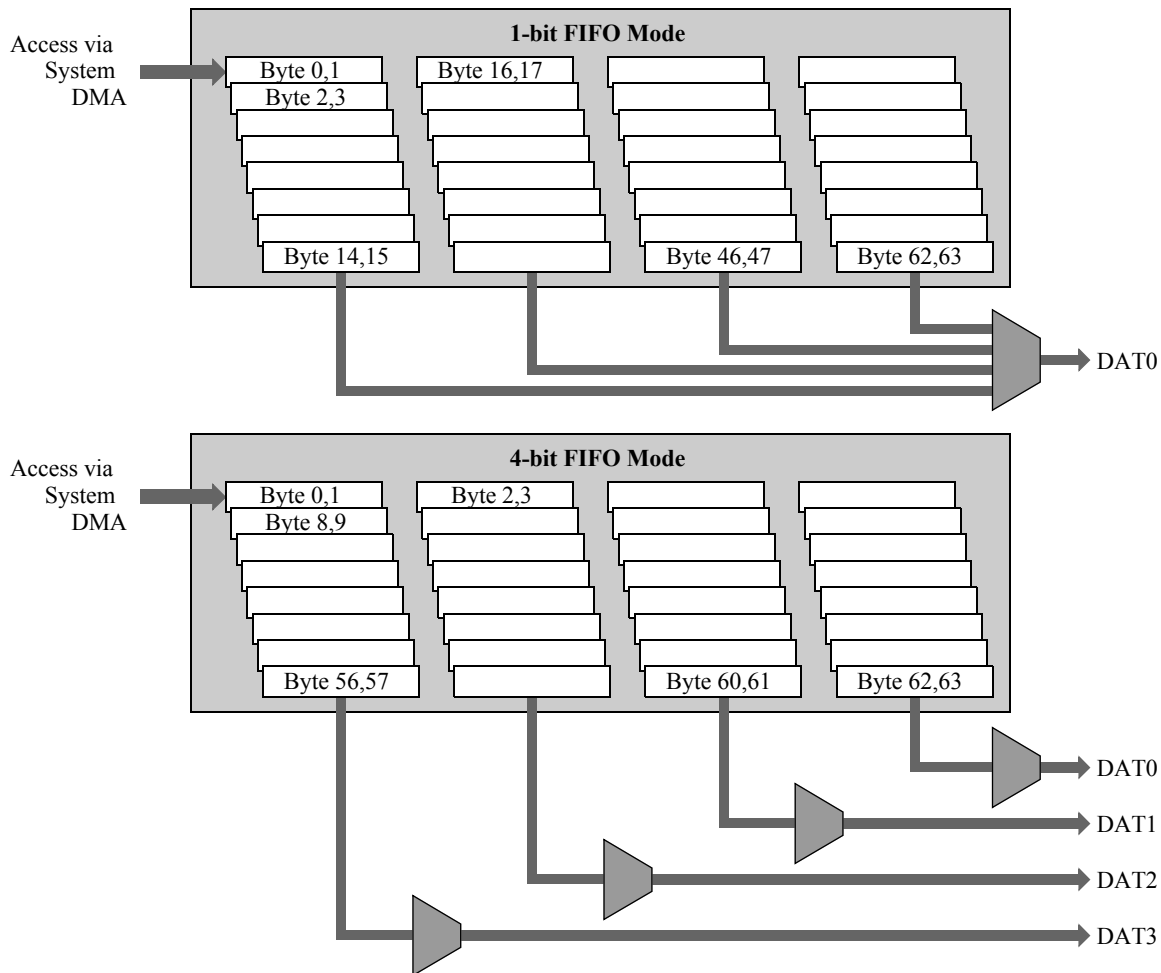 1-bit FIFO Mode
Access via
System
DMA
Byte 0,1
Byte 16,17
Byte 2,3
Byte 14,15
Byte 46,47
Byte 62,63
DAT0
4-bit FIFO Mode
Access via
System
DMA
Byte 0,1
Byte 2,3
Byte 8,9
Byte 56,57
Byte 60,61
Byte 62,63
DAT0
DAT1
DAT2
DAT3